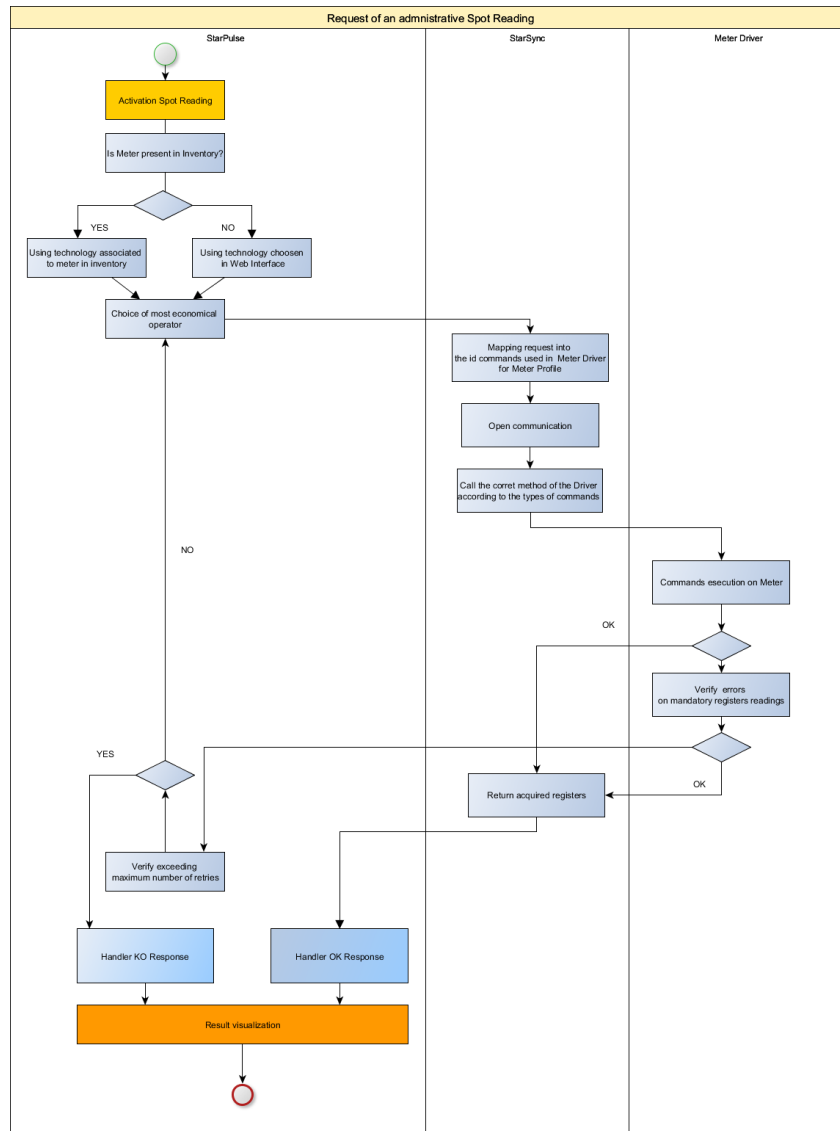 Request of an admnistrative Spot Reading
StarPulse
StarSync
Meter Driver
Activation Spot Reading
Is Meter present in Inventory?
YES
NO
Using technology associated
to meter in inventory
Using technology choosen
in Web Interface
Choice of most economical
operator
Mapping request into
the id commands used in Meter Driver
for Meter Profile
Open communication
Call the corret method of the Driver
according to the types of commands
NO
Commands esecution on Meter
OK
Verify errors
on mandatory registers readings
YES
OK
Return acquired registers
Verify exceeding
maximum number of retries
Handler KO Response
Handler OK Response
Result visualization